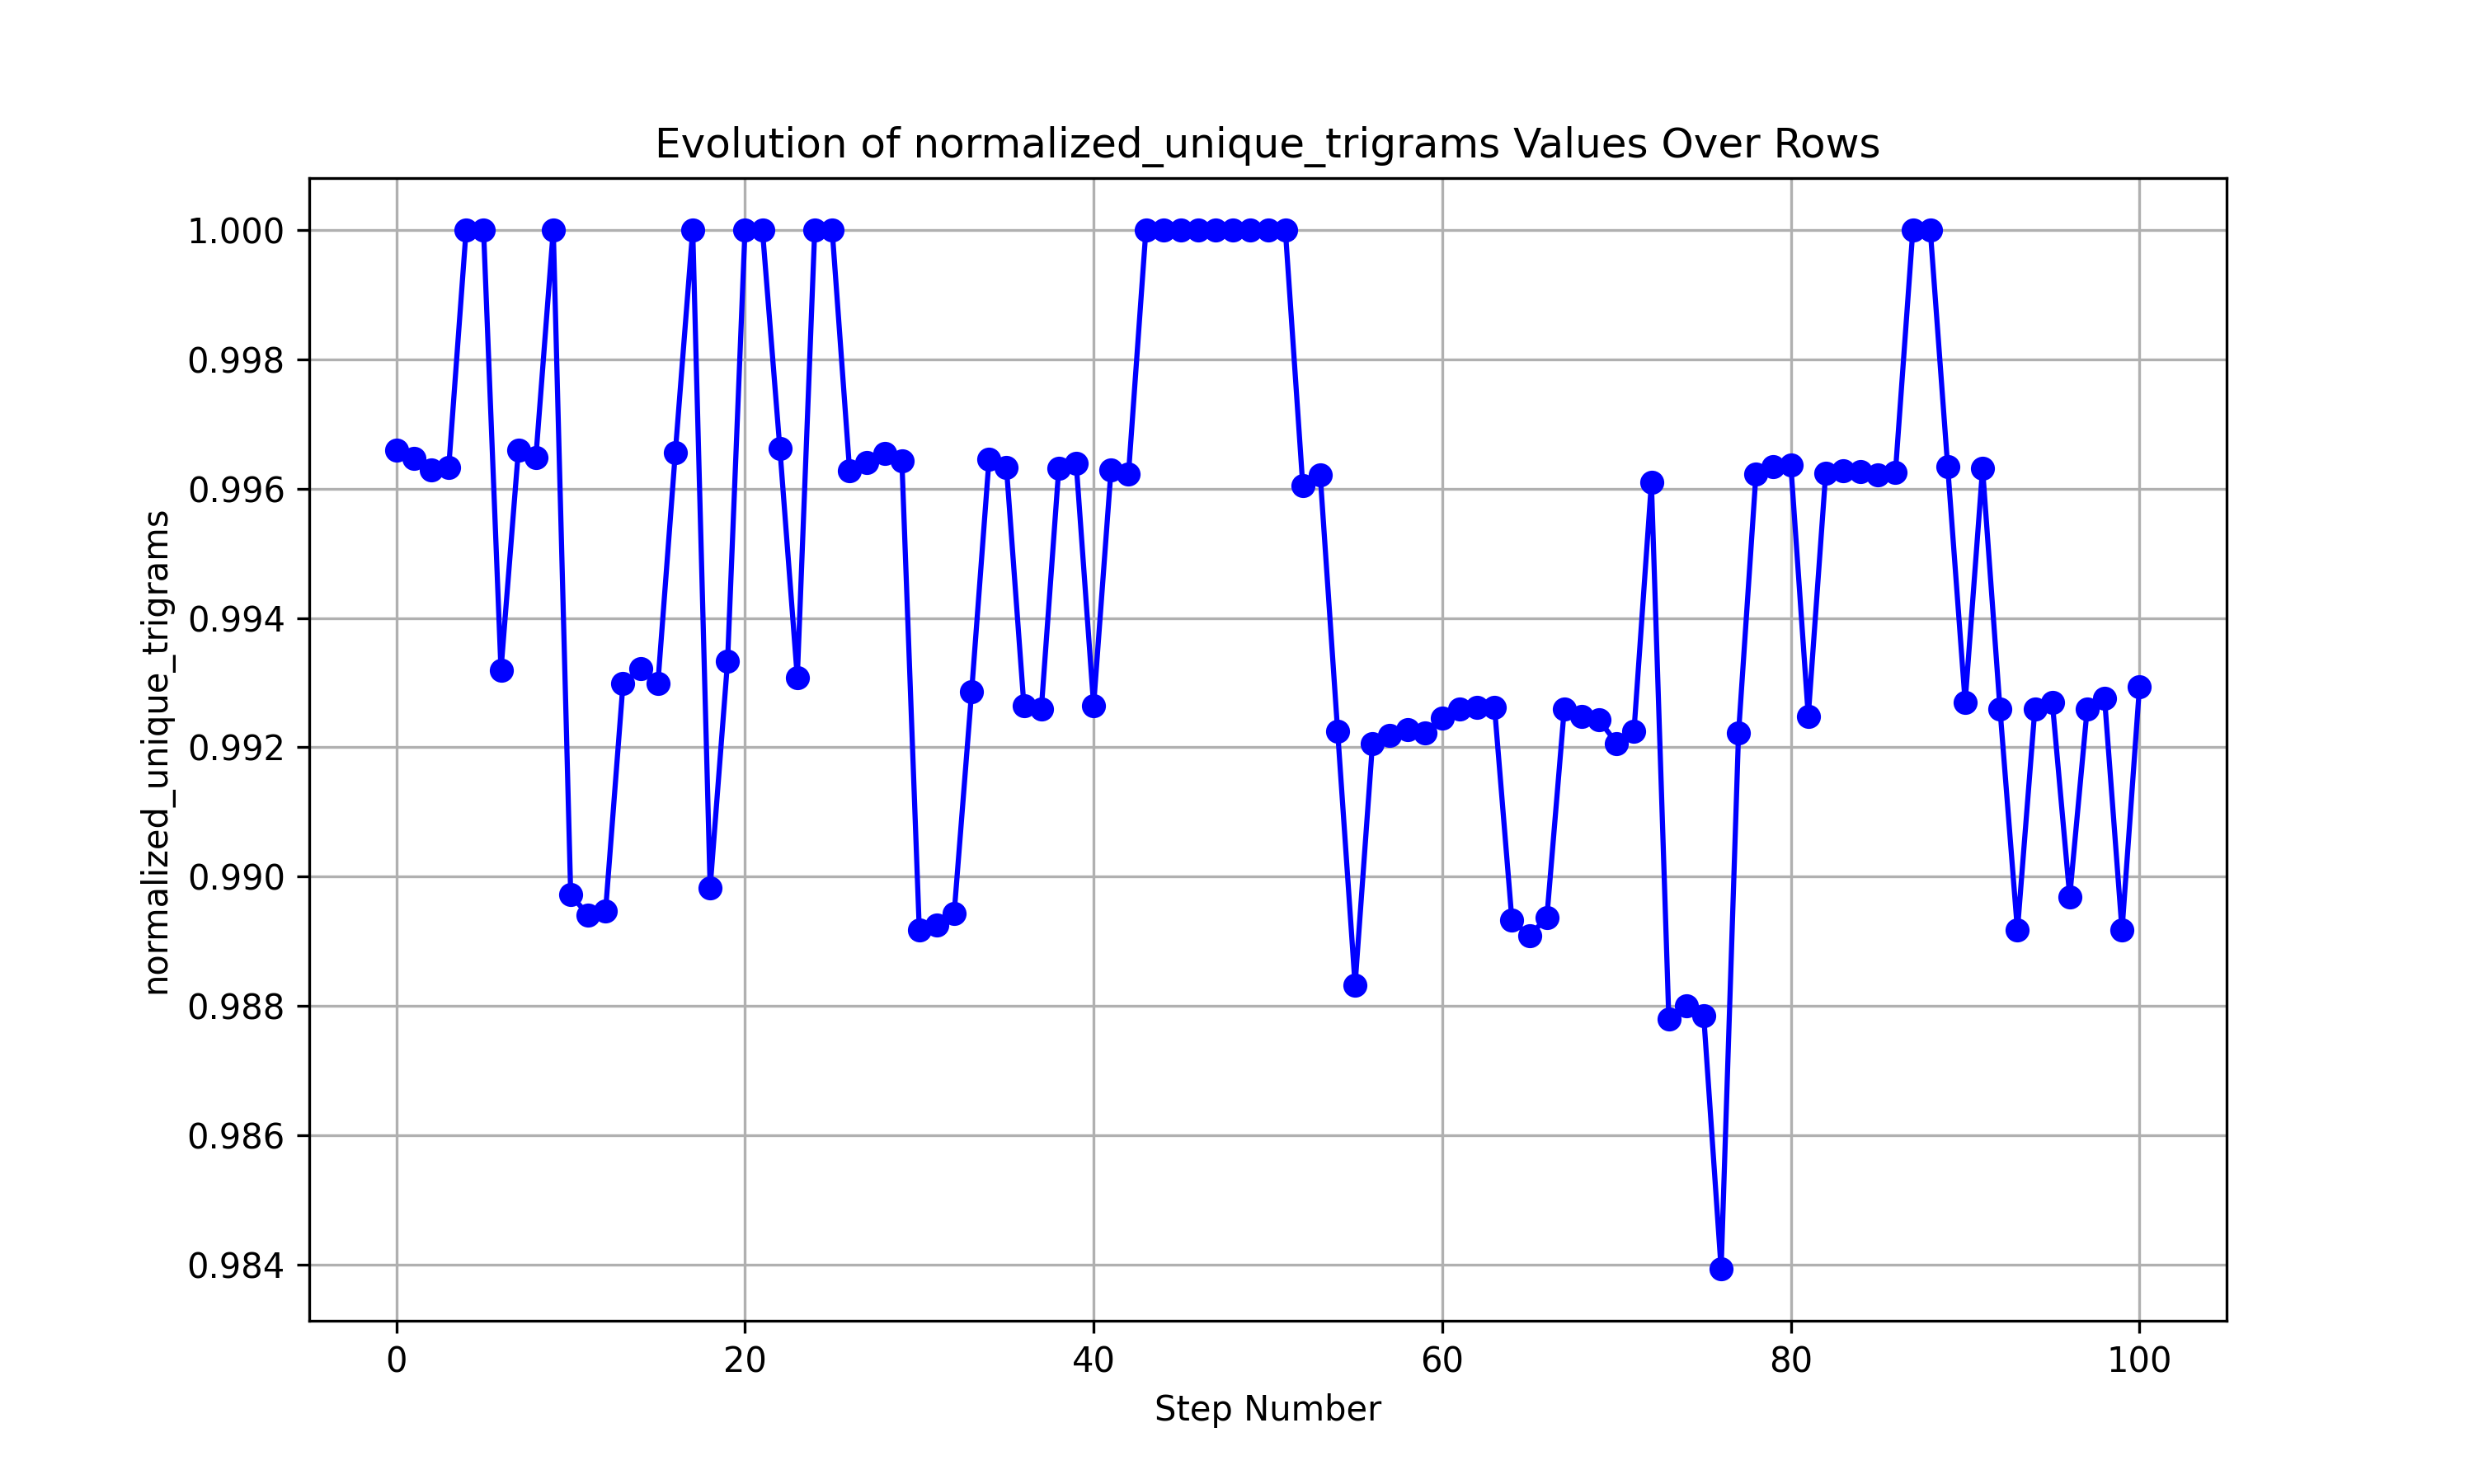 Evolution of normalized_unique_trigrams Values Over Rows
1.000
0.998
0.996
0.994
0.992
0.990
0.988
0.986
0.984
normalized_unique_trigrams
0 20 40 60 80 100
Step Number